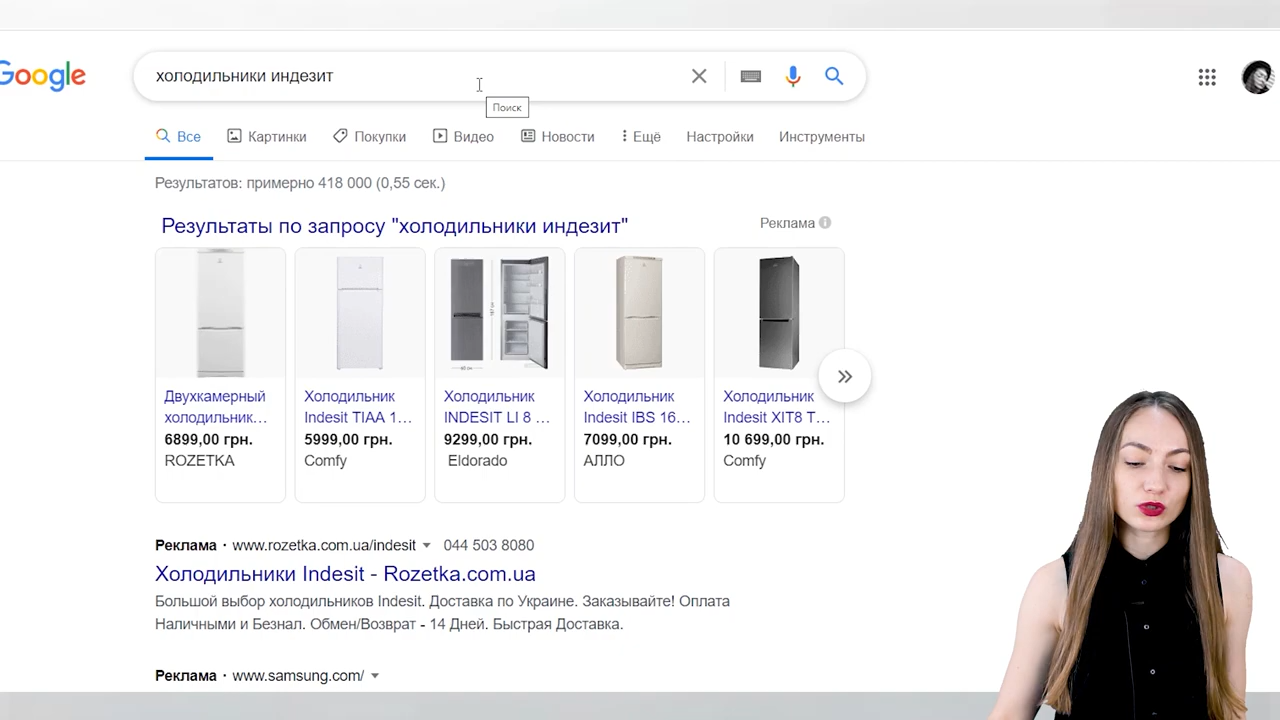 Google
холодильники индезит
Поиск
Все
Картинки
Покупки
Видео
Новости
Ещё
Настройки
Инструменты
Результатов: примерно 418 000 (0,55 сек.)
Результаты по запросу "холодильники индезит"
Реклама
Двухкамерный
холодильник...
6899,00 грн.
ROZETKA
Холодильник
Indesit TIAA 1...
5999,00 грн.
Comfy
Холодильник
INDESIT LI 8 ...
9299,00 грн.
Eldorado
Холодильник
Indesit IBS 16...
7099,00 грн.
АЛЛО
Холодильник
Indesit XIT8 T...
10 699,00 грн.
Comfy
Реклама · www.rozetka.com.ua/indesit 044 503 8080
Холодильники Indesit - Rozetka.com.ua
Большой выбор холодильников Indesit. Доставка по Украине. Заказывайте! Оплата
Наличными и Безнал. Обмен/Возврат - 14 Дней. Быстрая Доставка.
Реклама · www.samsung.com/